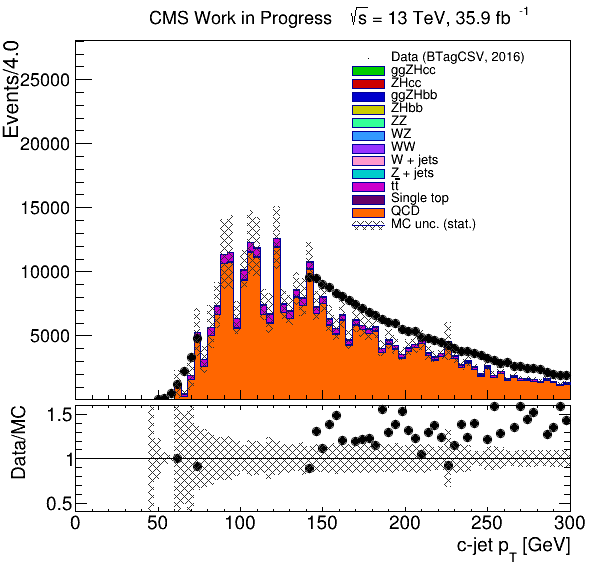 CMS Work in Progress √s = 13 TeV, 35.9 fb⁻¹
Events/4.0
25000
20000
15000
10000
5000
Data (BTagCSV, 2016)
ggZHcc
ZHcc
ggZHbb
ZHbb
ZZ
WZ
WW
W + jets
Z + jets
tt̄
Single top
QCD
MC unc. (stat.)
Data/MC
1.5
1
0.5
0 50 100 150 200 250 300
c-jet p_T [GeV]